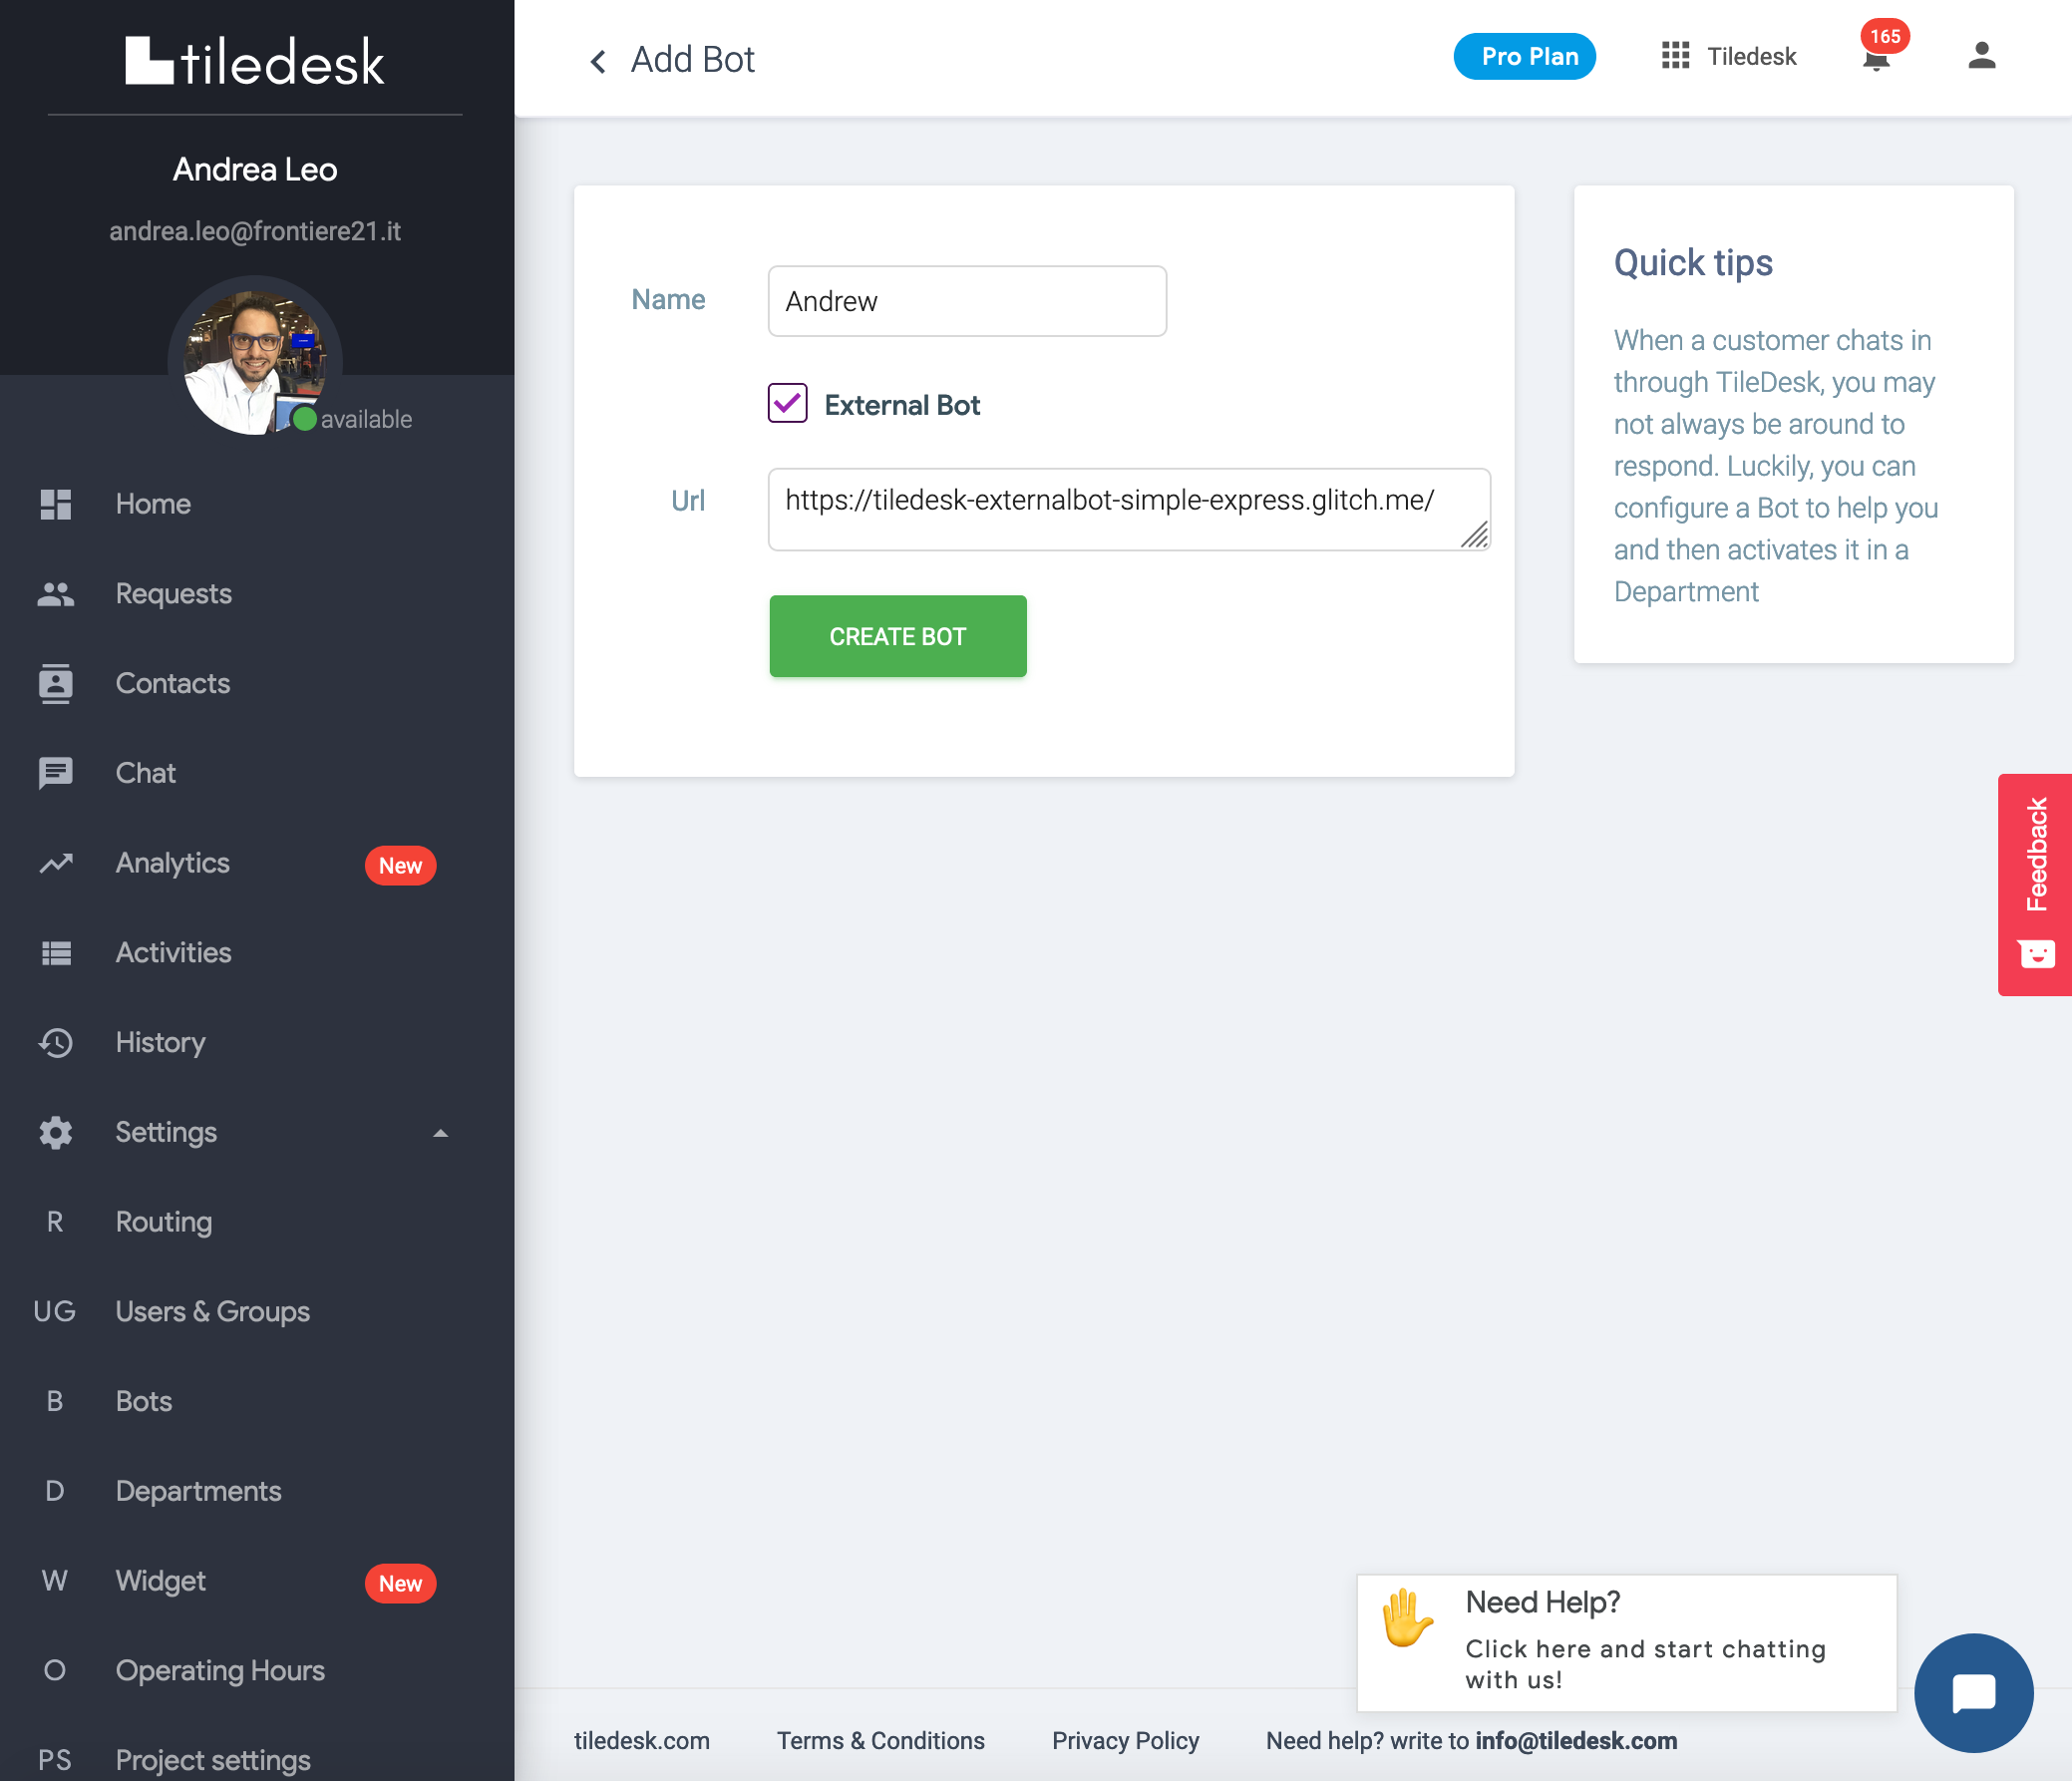 tiledesk
Andrea Leo
andrea.leo@frontiere21.it
available
Home
Requests
Contacts
Chat
Analytics New
Activities
History
Settings
R Routing
UG Users & Groups
B Bots
D Departments
W Widget New
O Operating Hours
PS Project settings
Add Bot
Pro Plan
Tiledesk
165
Name
Andrew
External Bot
Url
https://tiledesk-externalbot-simple-express.glitch.me/
CREATE BOT
Quick tips
When a customer chats in
through TileDesk, you may
not always be around to
respond. Luckily, you can
configure a Bot to help you
and then activates it in a
Department
Feedback
Need Help?
Click here and start chatting
with us!
tiledesk.com Terms & Conditions Privacy Policy Need help? write to info@tiledesk.com